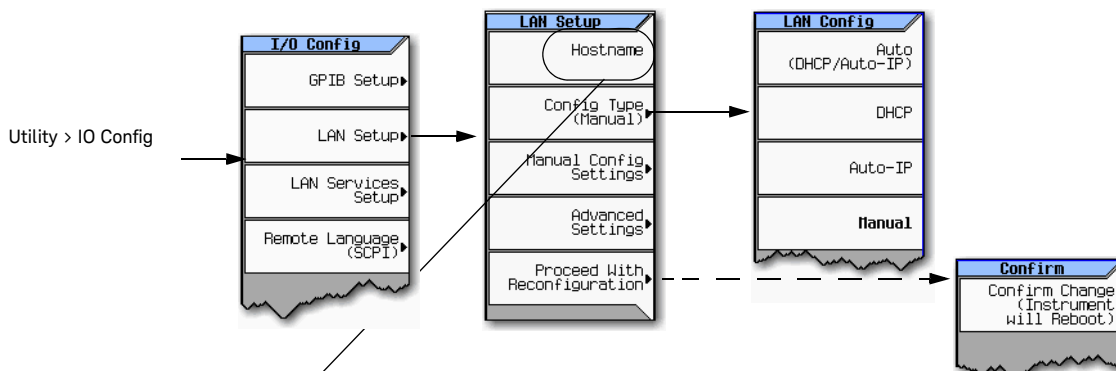 Utility > IO Config
I/O Config
GPIB Setup
LAN Setup
LAN Services
Setup
Remote Language
(SCPI)
LAN Setup
Hostname
Config Type
(Manual)
Manual Config
Settings
Advanced
Settings
Proceed With
Reconfiguration
LAN Config
Auto
(DHCP/Auto-IP)
DHCP
Auto-IP
Manual
Confirm
Confirm Change
(Instrument
will Reboot)